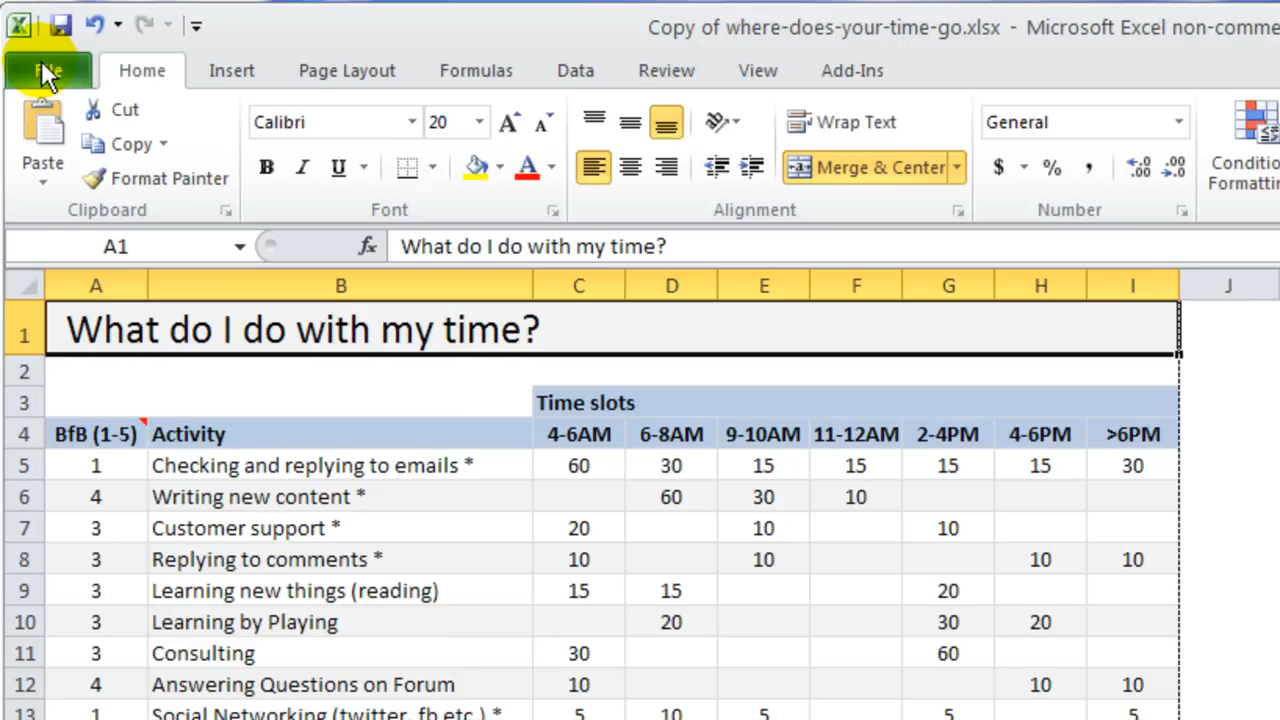 Copy of where-does-your-time-go.xlsx - Microsoft Excel non-comme
File Home Insert Page Layout Formulas Data Review View Add-Ins
Cut
Calibri 20 Wrap Text General
Copy
Paste B I U Merge & Center $ % , Conditio
Format Painter Formatting
Clipboard Font Alignment Number
A1 fx What do I do with my time?
A B C D E F G H I J
1 What do I do with my time?
2
3 Time slots
4 BfB (1-5) Activity 4-6AM 6-8AM 9-10AM 11-12AM 2-4PM 4-6PM >6PM
5 1 Checking and replying to emails * 60 30 15 15 15 15 30
6 4 Writing new content * 60 30 10
7 3 Customer support * 20 10 10
8 3 Replying to comments * 10 10 10 10
9 3 Learning new things (reading) 15 15 20
10 3 Learning by Playing 20 30 20
11 3 Consulting 30 60
12 4 Answering Questions on Forum 10 10 10
13 1 Social Networking (twitter, fb etc.) * 5 10 5 5 5